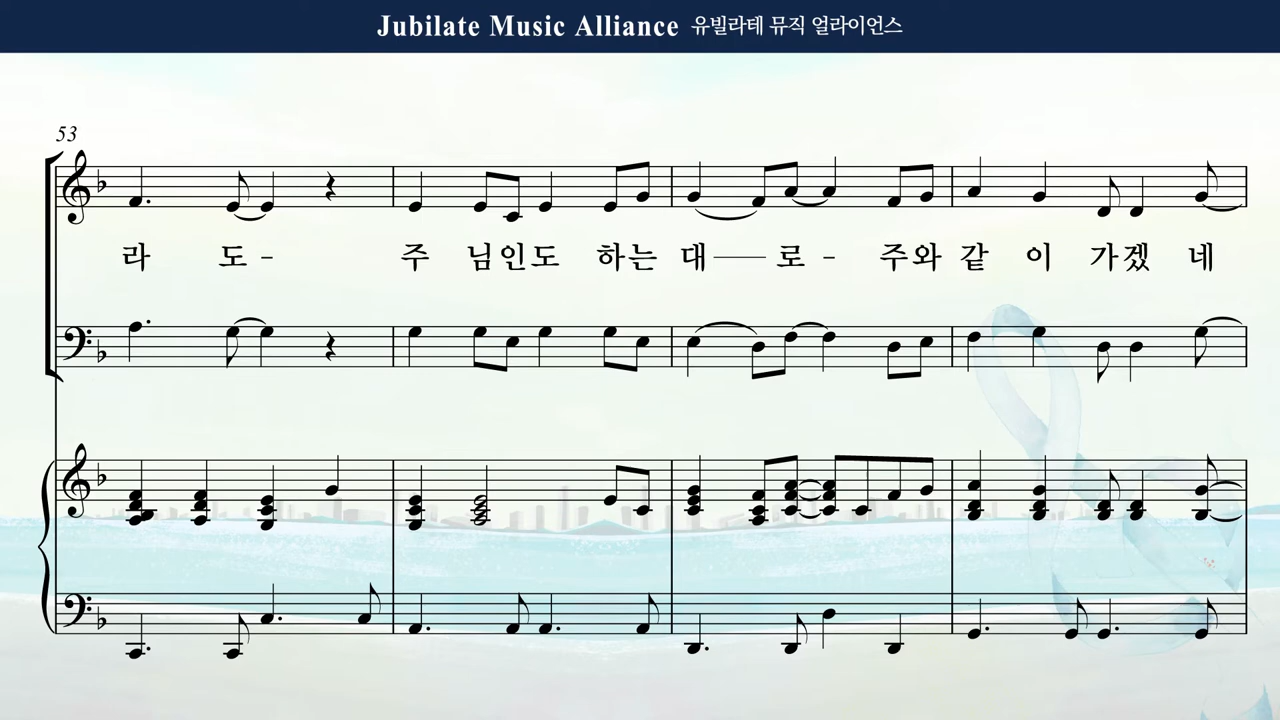 Jubilate Music Alliance 유빌라테 뮤직 얼라이언스
53
라 도- 주 님인도 하는 대── 로 - 주와 같 이 가겠 네